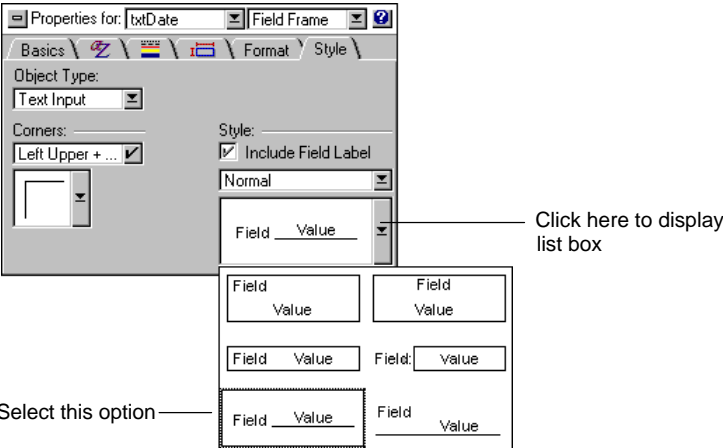 Properties for: txtDate Field Frame
Basics Format Style
Object Type:
Text Input
Corners:
Left Upper + ...
Style:
Include Field Label
Normal
Field Value
Click here to display
list box
Field
Value
Field
Value
Field Value
Field: Value
Select this option
Field Value
Field
Value